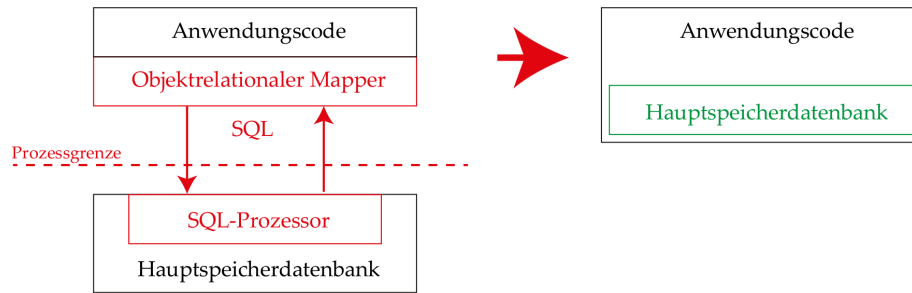 Anwendungscode
Objektrelationaler Mapper
SQL
Prozessgrenze
SQL-Prozessor
Hauptspeicherdatenbank
Anwendungscode
Hauptspeicherdatenbank